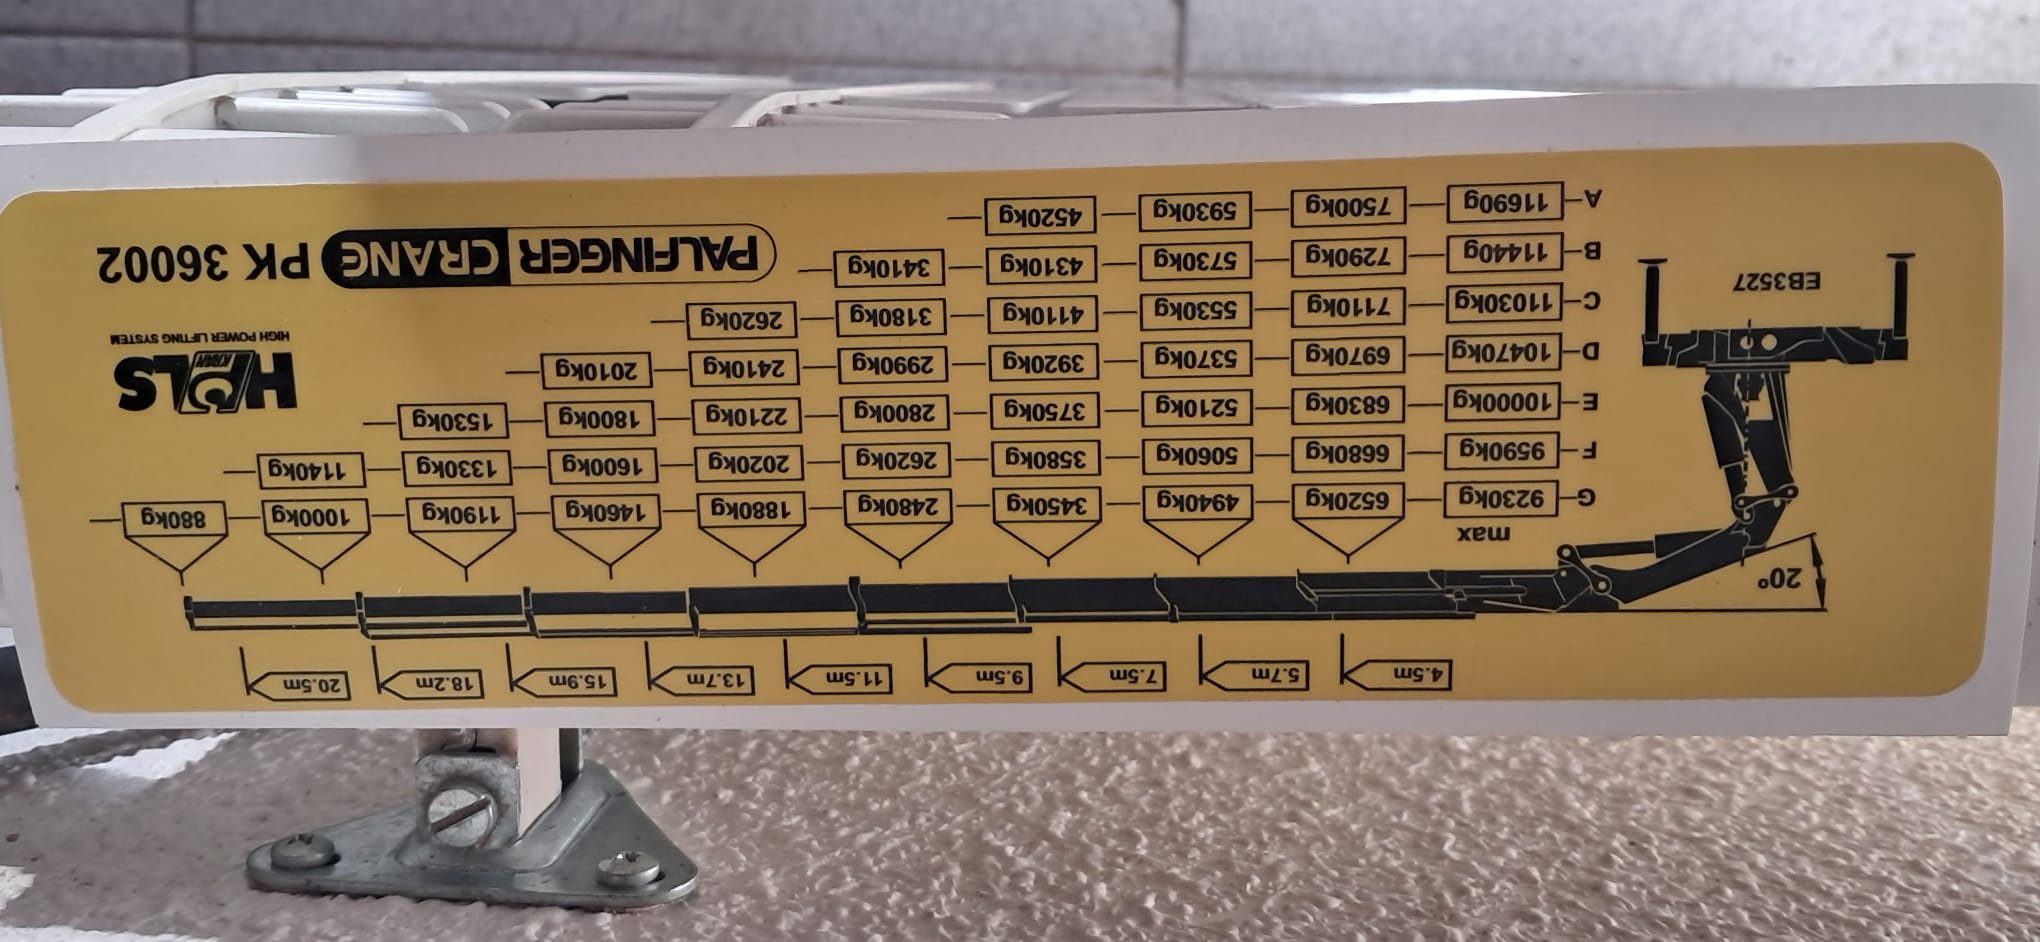 4.5m 5.7m 7.5m 9.5m 11.5m 13.7m 15.9m 18.2m 20.5m
20°
max
G 9230kg 6520kg 4940kg 3450kg 2480kg 1880kg 1460kg 1190kg 1000kg 880kg
F 9590kg 6680kg 5060kg 3580kg 2620kg 2020kg 1600kg 1330kg 1140kg
E 10000kg 6830kg 5210kg 3750kg 2800kg 2210kg 1800kg 1530kg
D 10470kg 6970kg 5370kg 3920kg 2990kg 2410kg 2010kg
C 11030kg 7110kg 5530kg 4110kg 3180kg 2620kg
B 11440g 7290kg 5730kg 4310kg 3410kg
A 11690g 7500kg 5930kg 4520kg
EB3527
HPLS
KRAN
HIGH POWER LIFTING SYSTEM
PALFINGER CRANE PK 36002